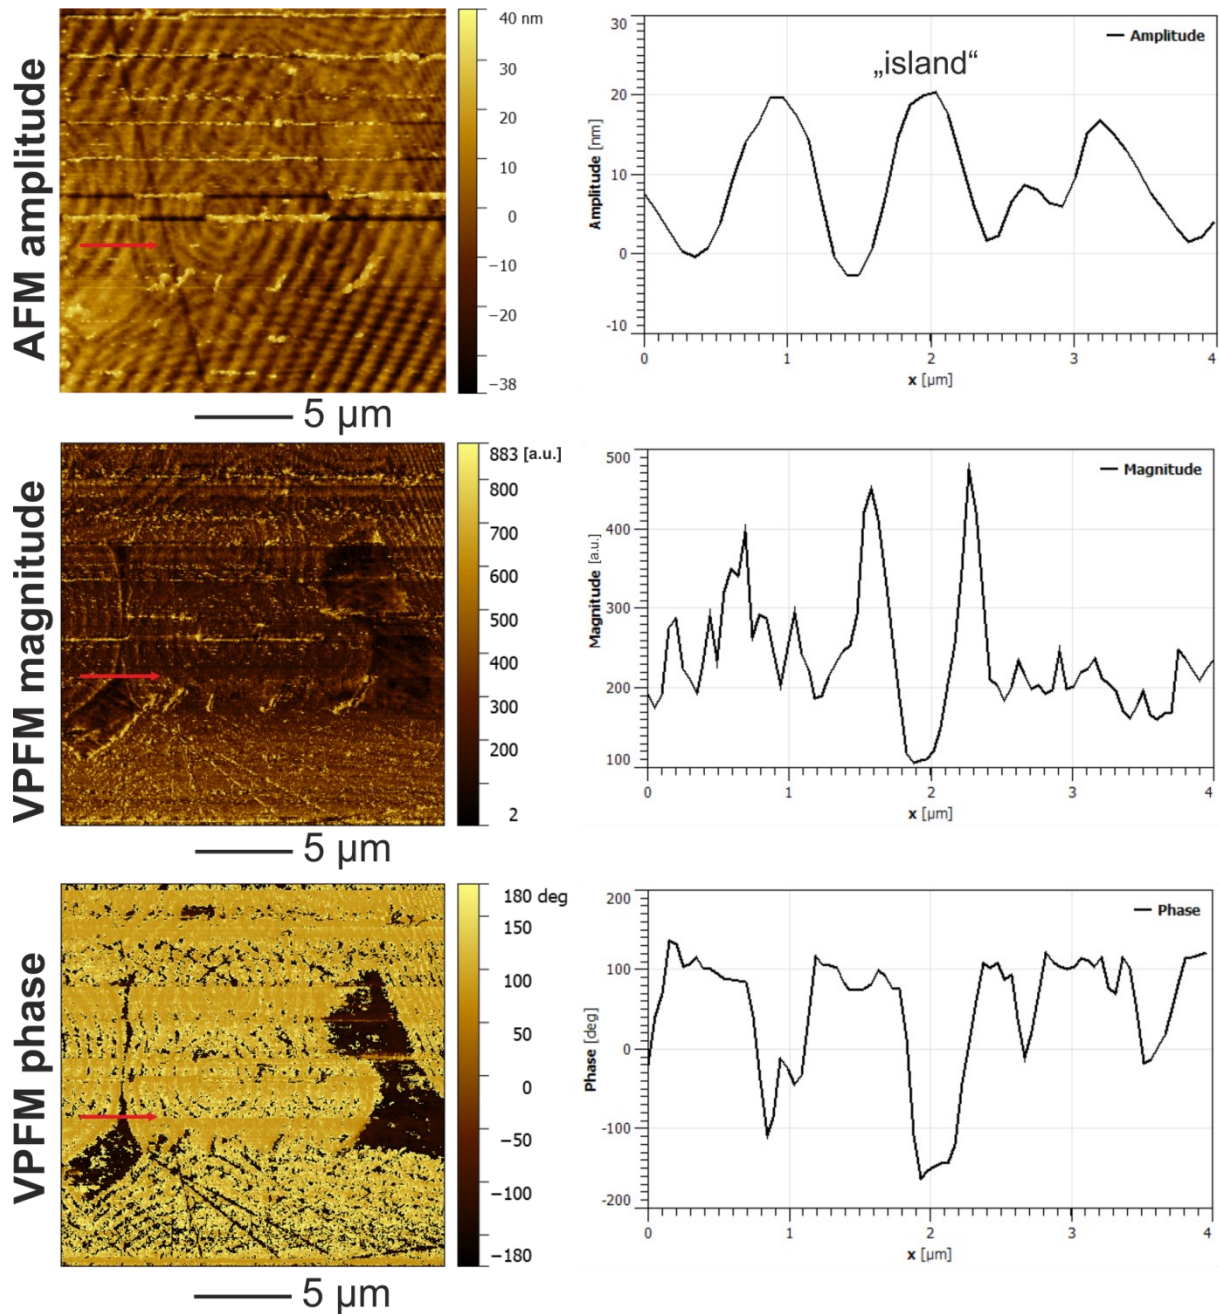 AFM amplitude
40 nm
30
20
10
0
−10
−20
−38
5 µm
30
20
10
0
-10
Amplitude [nm]
„island“
Amplitude
0
1
2
3
4
x [µm]
VPFM magnitude
883 [a.u.]
800
700
600
500
400
300
200
2
5 µm
500
400
300
200
100
Magnitude [a.u.]
Magnitude
0
1
2
3
4
x [µm]
VPFM phase
180 deg
150
100
50
0
−50
−100
−180
5 µm
200
100
0
-100
-200
Phase [deg]
Phase
0
1
2
3
4
x [µm]